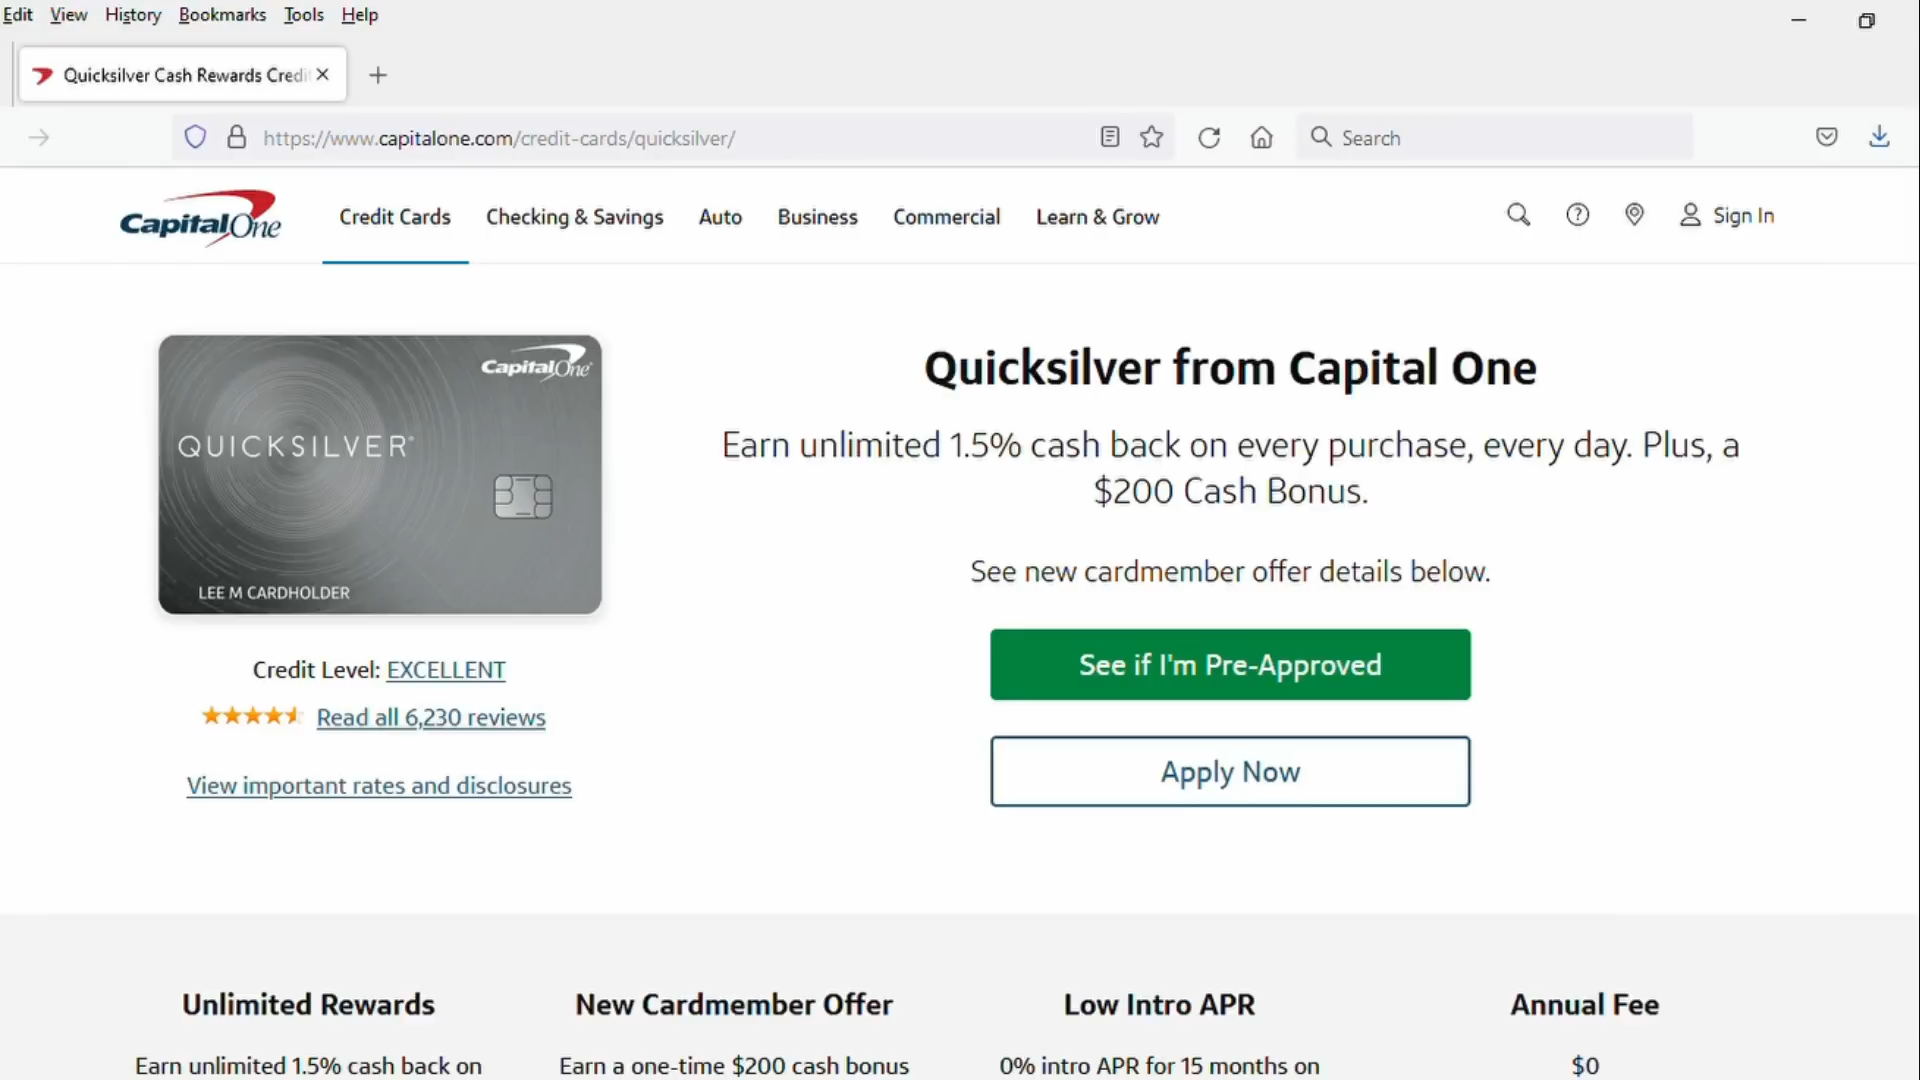 Edit View History Bookmarks Tools Help
Quicksilver Cash Rewards Credi
https://www.capitalone.com/credit-cards/quicksilver/
Search
Capital One
Credit Cards
Checking & Savings
Auto
Business
Commercial
Learn & Grow
Sign In
Capital One
QUICKSILVER®
LEE M CARDHOLDER
Credit Level: EXCELLENT
Read all 6,230 reviews
View important rates and disclosures
Quicksilver from Capital One
Earn unlimited 1.5% cash back on every purchase, every day. Plus, a
$200 Cash Bonus.
See new cardmember offer details below.
See if I'm Pre-Approved
Apply Now
Unlimited Rewards
Earn unlimited 1.5% cash back on
New Cardmember Offer
Earn a one-time $200 cash bonus
Low Intro APR
0% intro APR for 15 months on
Annual Fee
$0